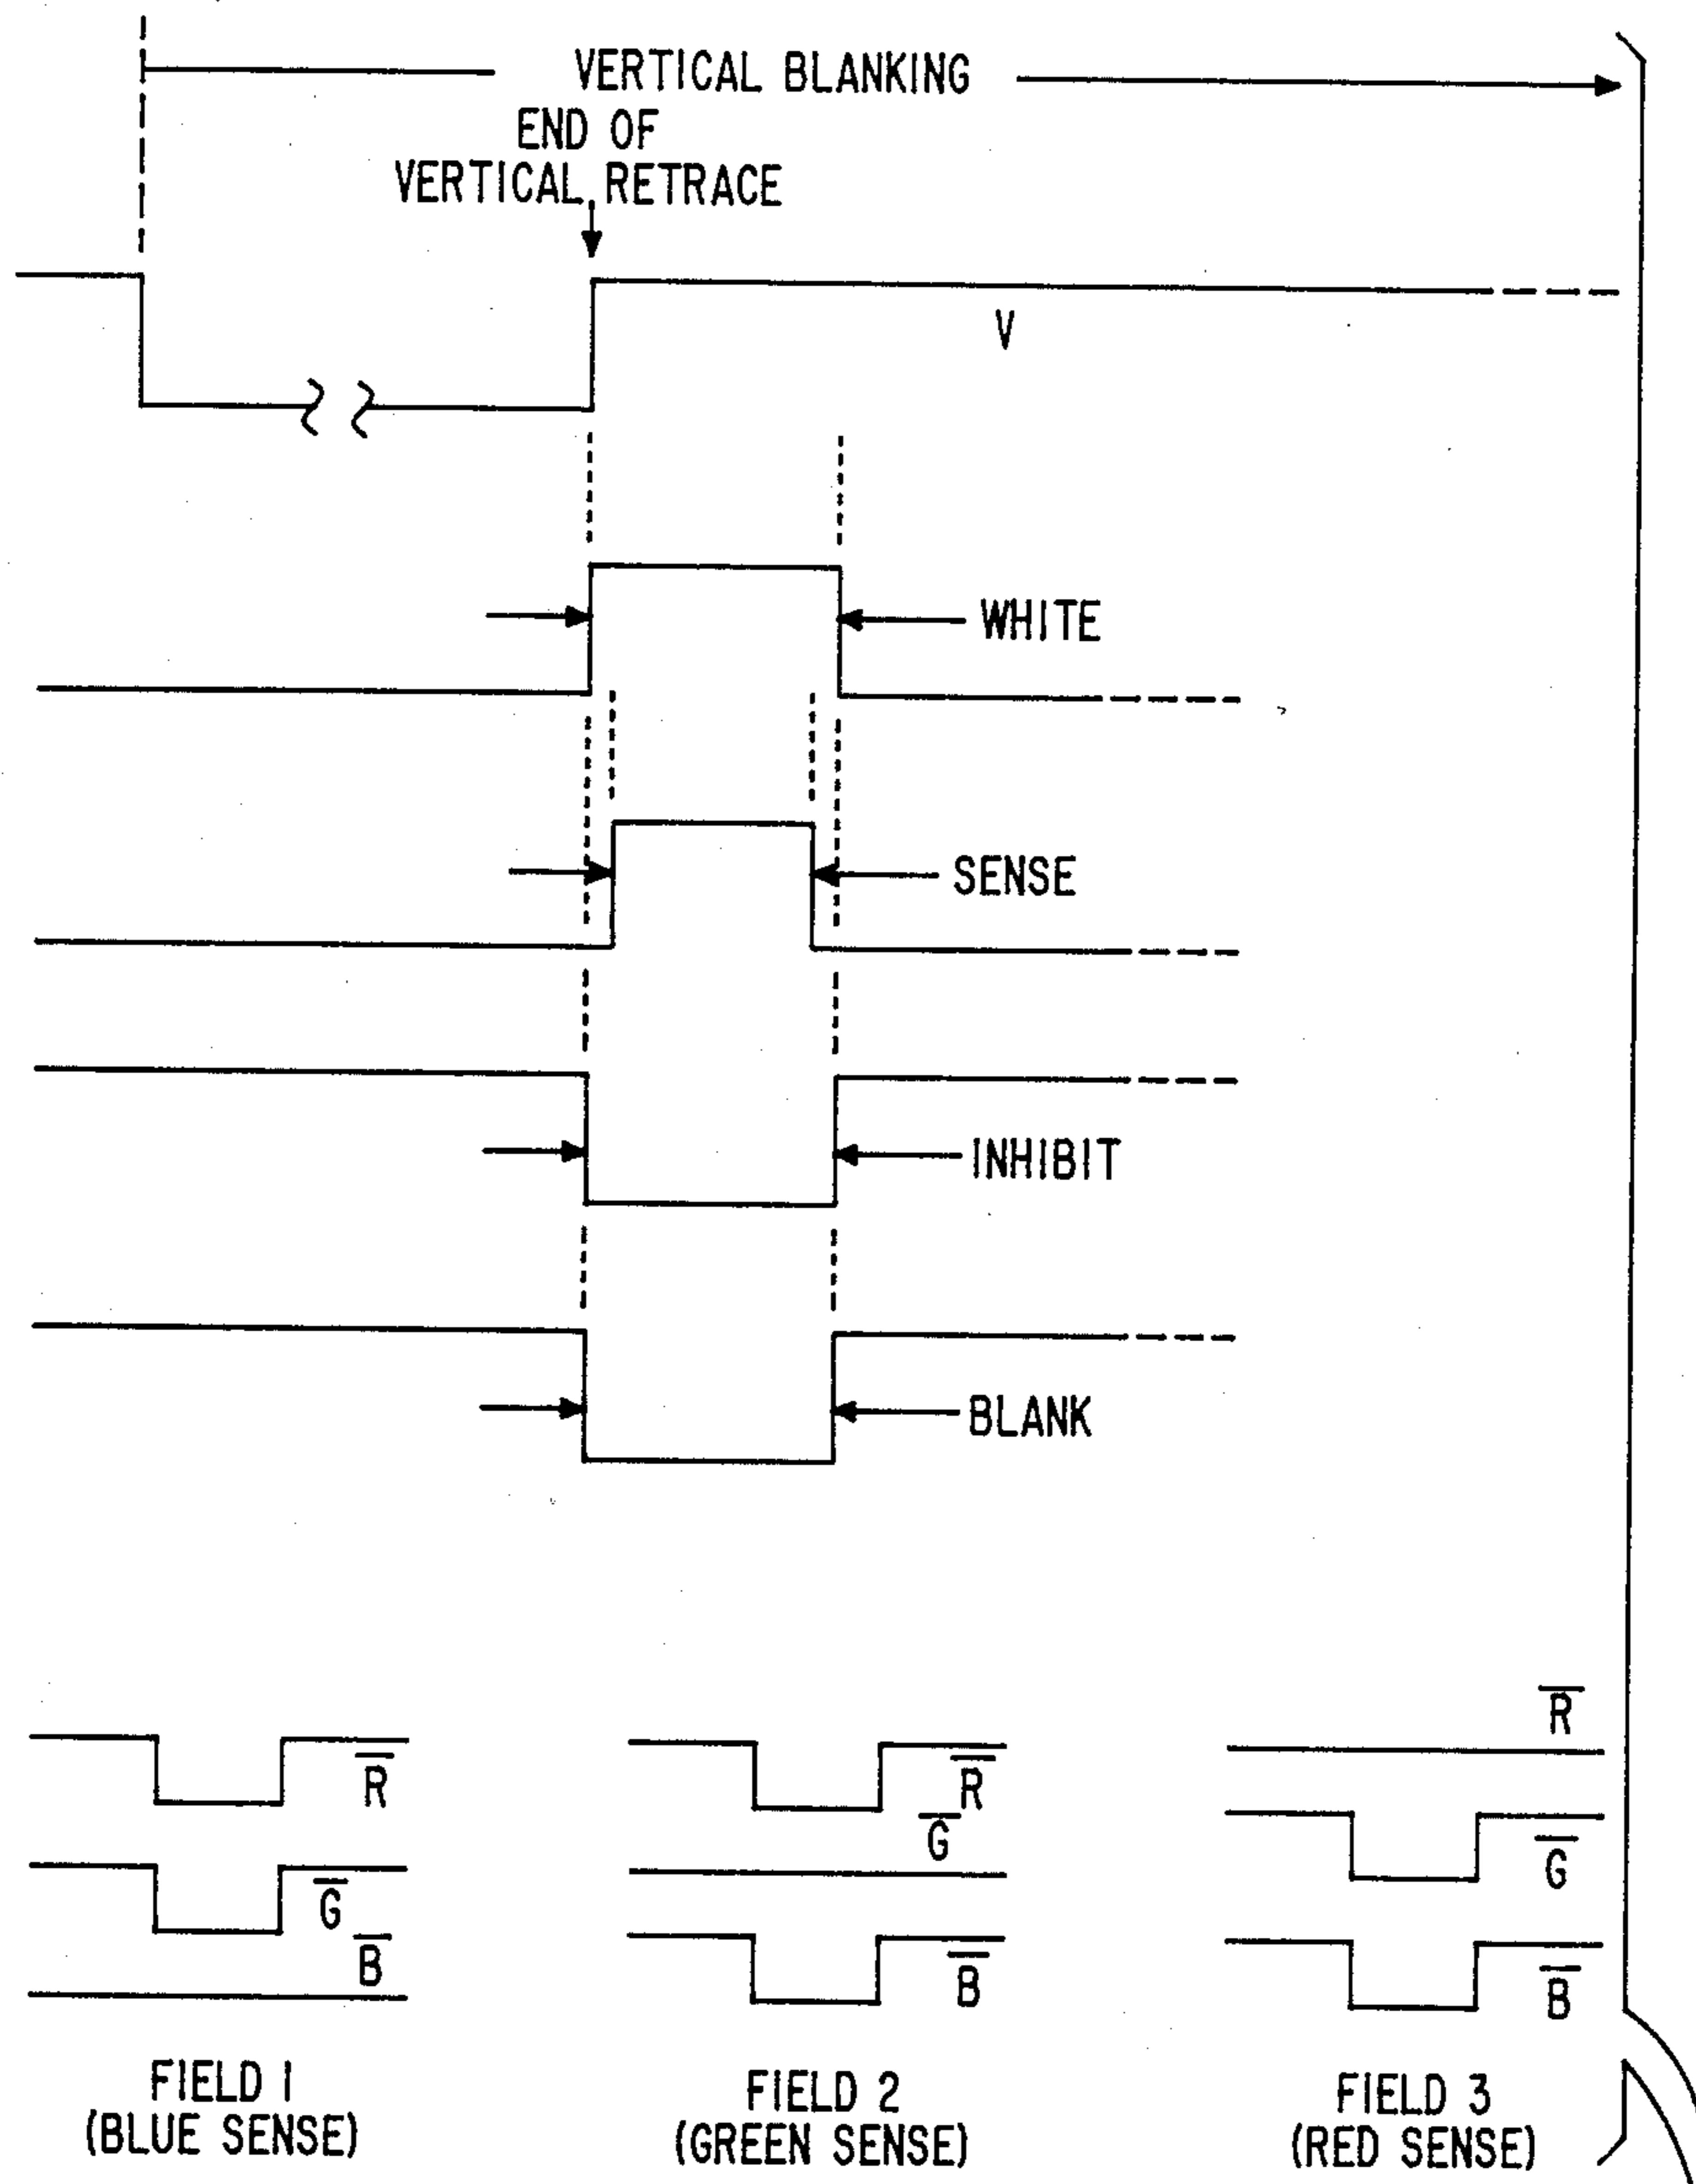 VERTICAL BLANKING
END OF
VERTICAL RETRACE
V
WHITE
SENSE
INHIBIT
BLANK
R̅
R̅
R̅
G̅
G̅
G̅
B̅
B̅
B̅
FIELD 1
(BLUE SENSE)
FIELD 2
(GREEN SENSE)
FIELD 3
(RED SENSE)